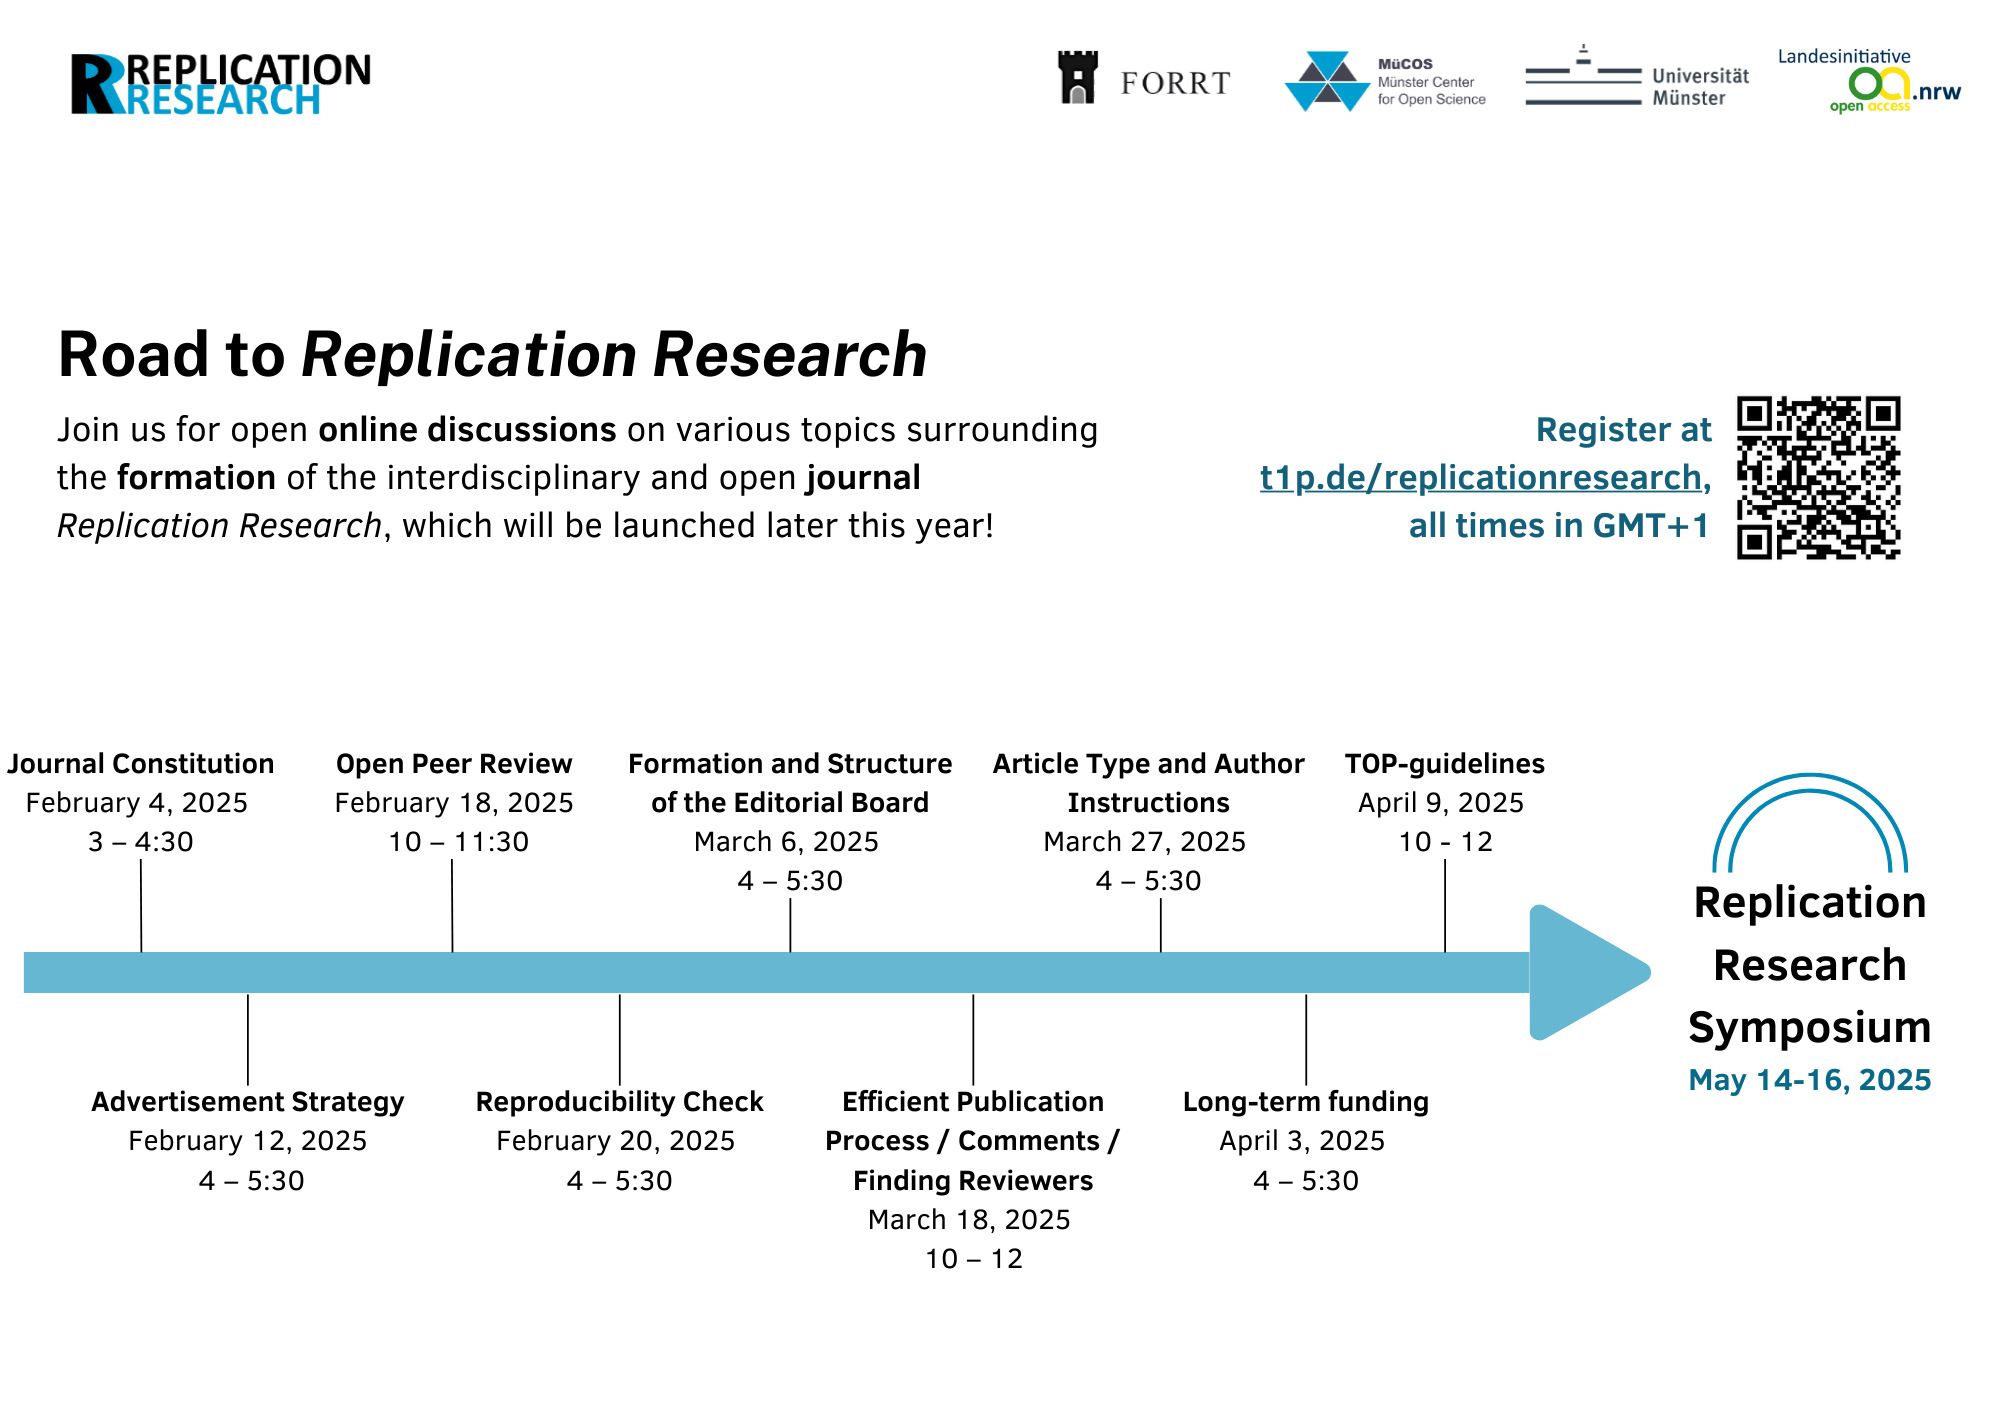 REPLICATION
RESEARCH
FORRT
MüCOS
Münster Center
for Open Science
Universität
Münster
Landesinitiative
oa.nrw
open access
Road to Replication Research
Join us for open online discussions on various topics surrounding
the formation of the interdisciplinary and open journal
Replication Research, which will be launched later this year!
Register at
t1p.de/replicationresearch,
all times in GMT+1
Journal Constitution
February 4, 2025
3 – 4:30
Open Peer Review
February 18, 2025
10 – 11:30
Formation and Structure
of the Editorial Board
March 6, 2025
4 – 5:30
Article Type and Author
Instructions
March 27, 2025
4 – 5:30
TOP-guidelines
April 9, 2025
10 - 12
Advertisement Strategy
February 12, 2025
4 – 5:30
Reproducibility Check
February 20, 2025
4 – 5:30
Efficient Publication
Process / Comments /
Finding Reviewers
March 18, 2025
10 – 12
Long-term funding
April 3, 2025
4 – 5:30
Replication
Research
Symposium
May 14-16, 2025